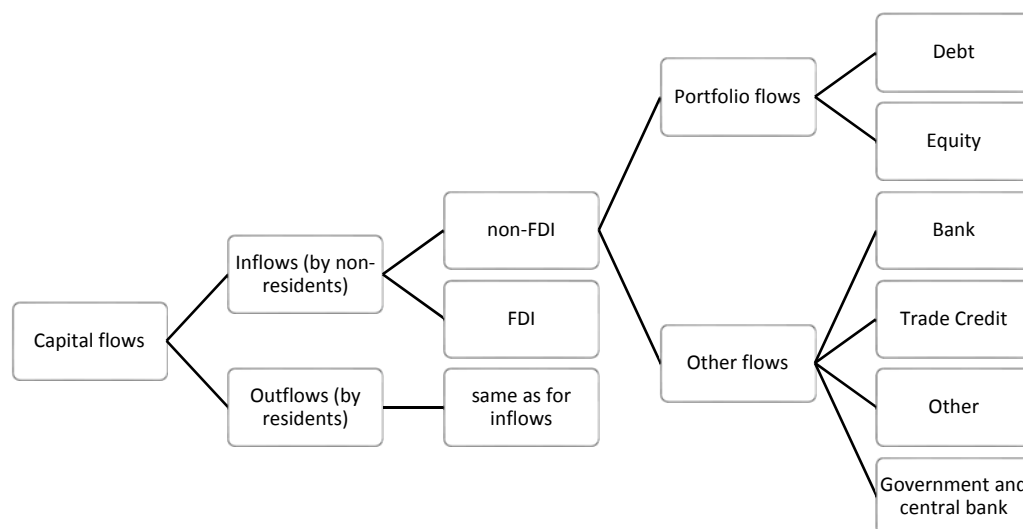 Capital flows
Inflows (by non-
residents)
Outflows (by
residents)
non-FDI
FDI
same as for
inflows
Portfolio flows
Other flows
Debt
Equity
Bank
Trade Credit
Other
Government and
central bank